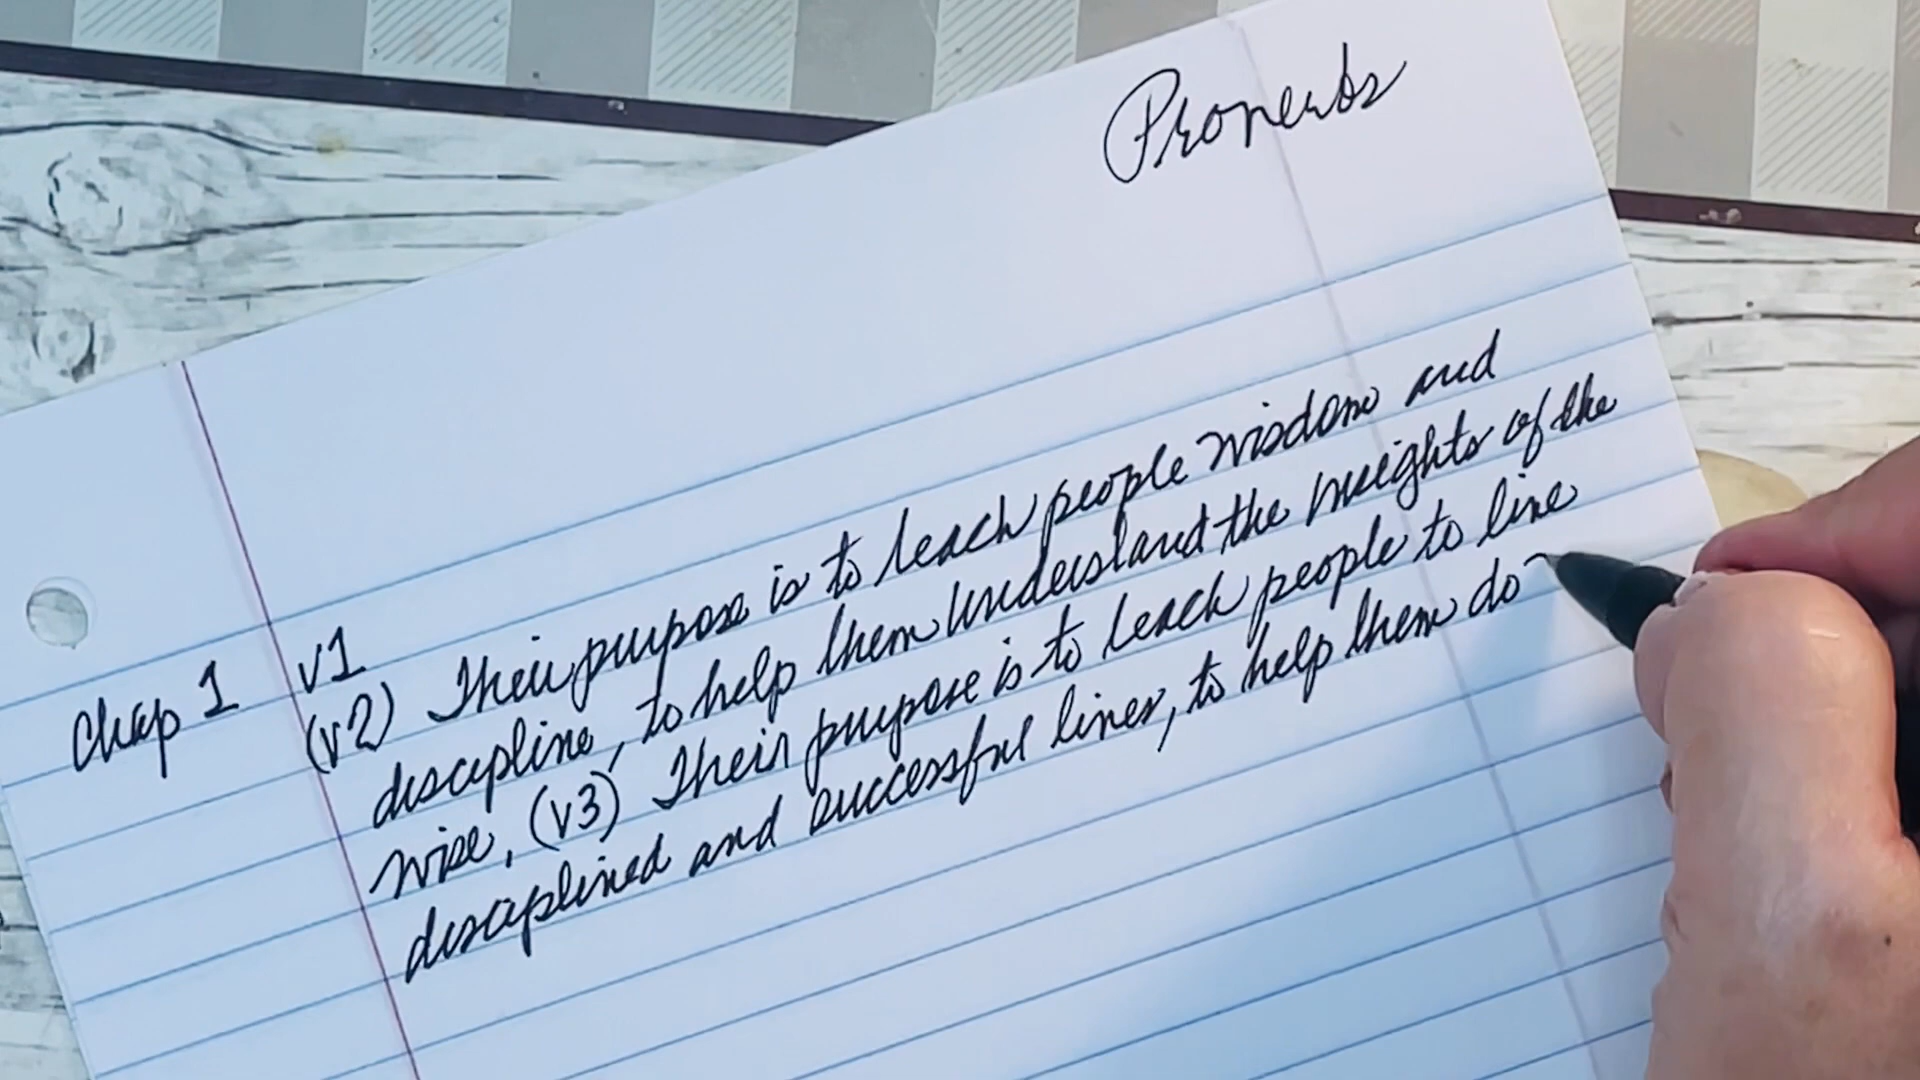 Proverbs
Chap 1 v1
(v2) Their purpose is to teach people wisdom and
discipline, to help them understand the insights of the
wise. (v3) Their purpose is to teach people to live
disciplined and successful lives, to help them do